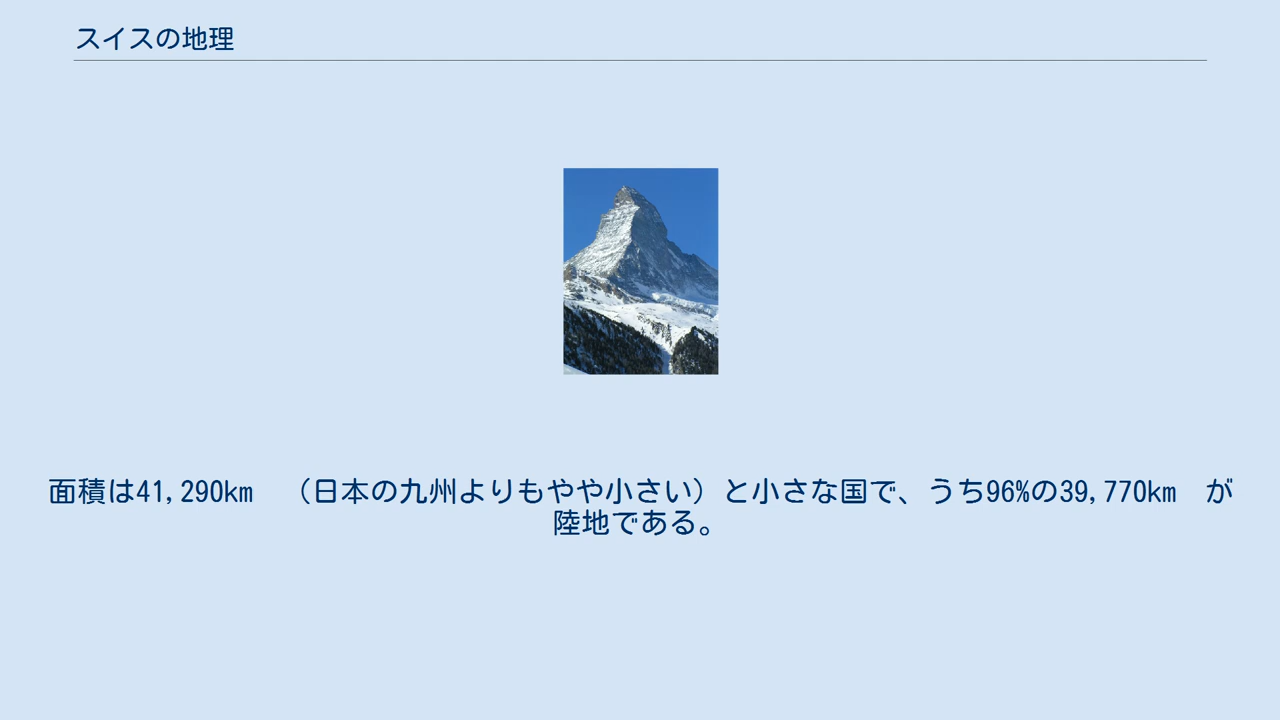 スイスの地理
面積は41,290km　（日本の九州よりもやや小さい）と小さな国で、うち96%の39,770km　が
陸地である。